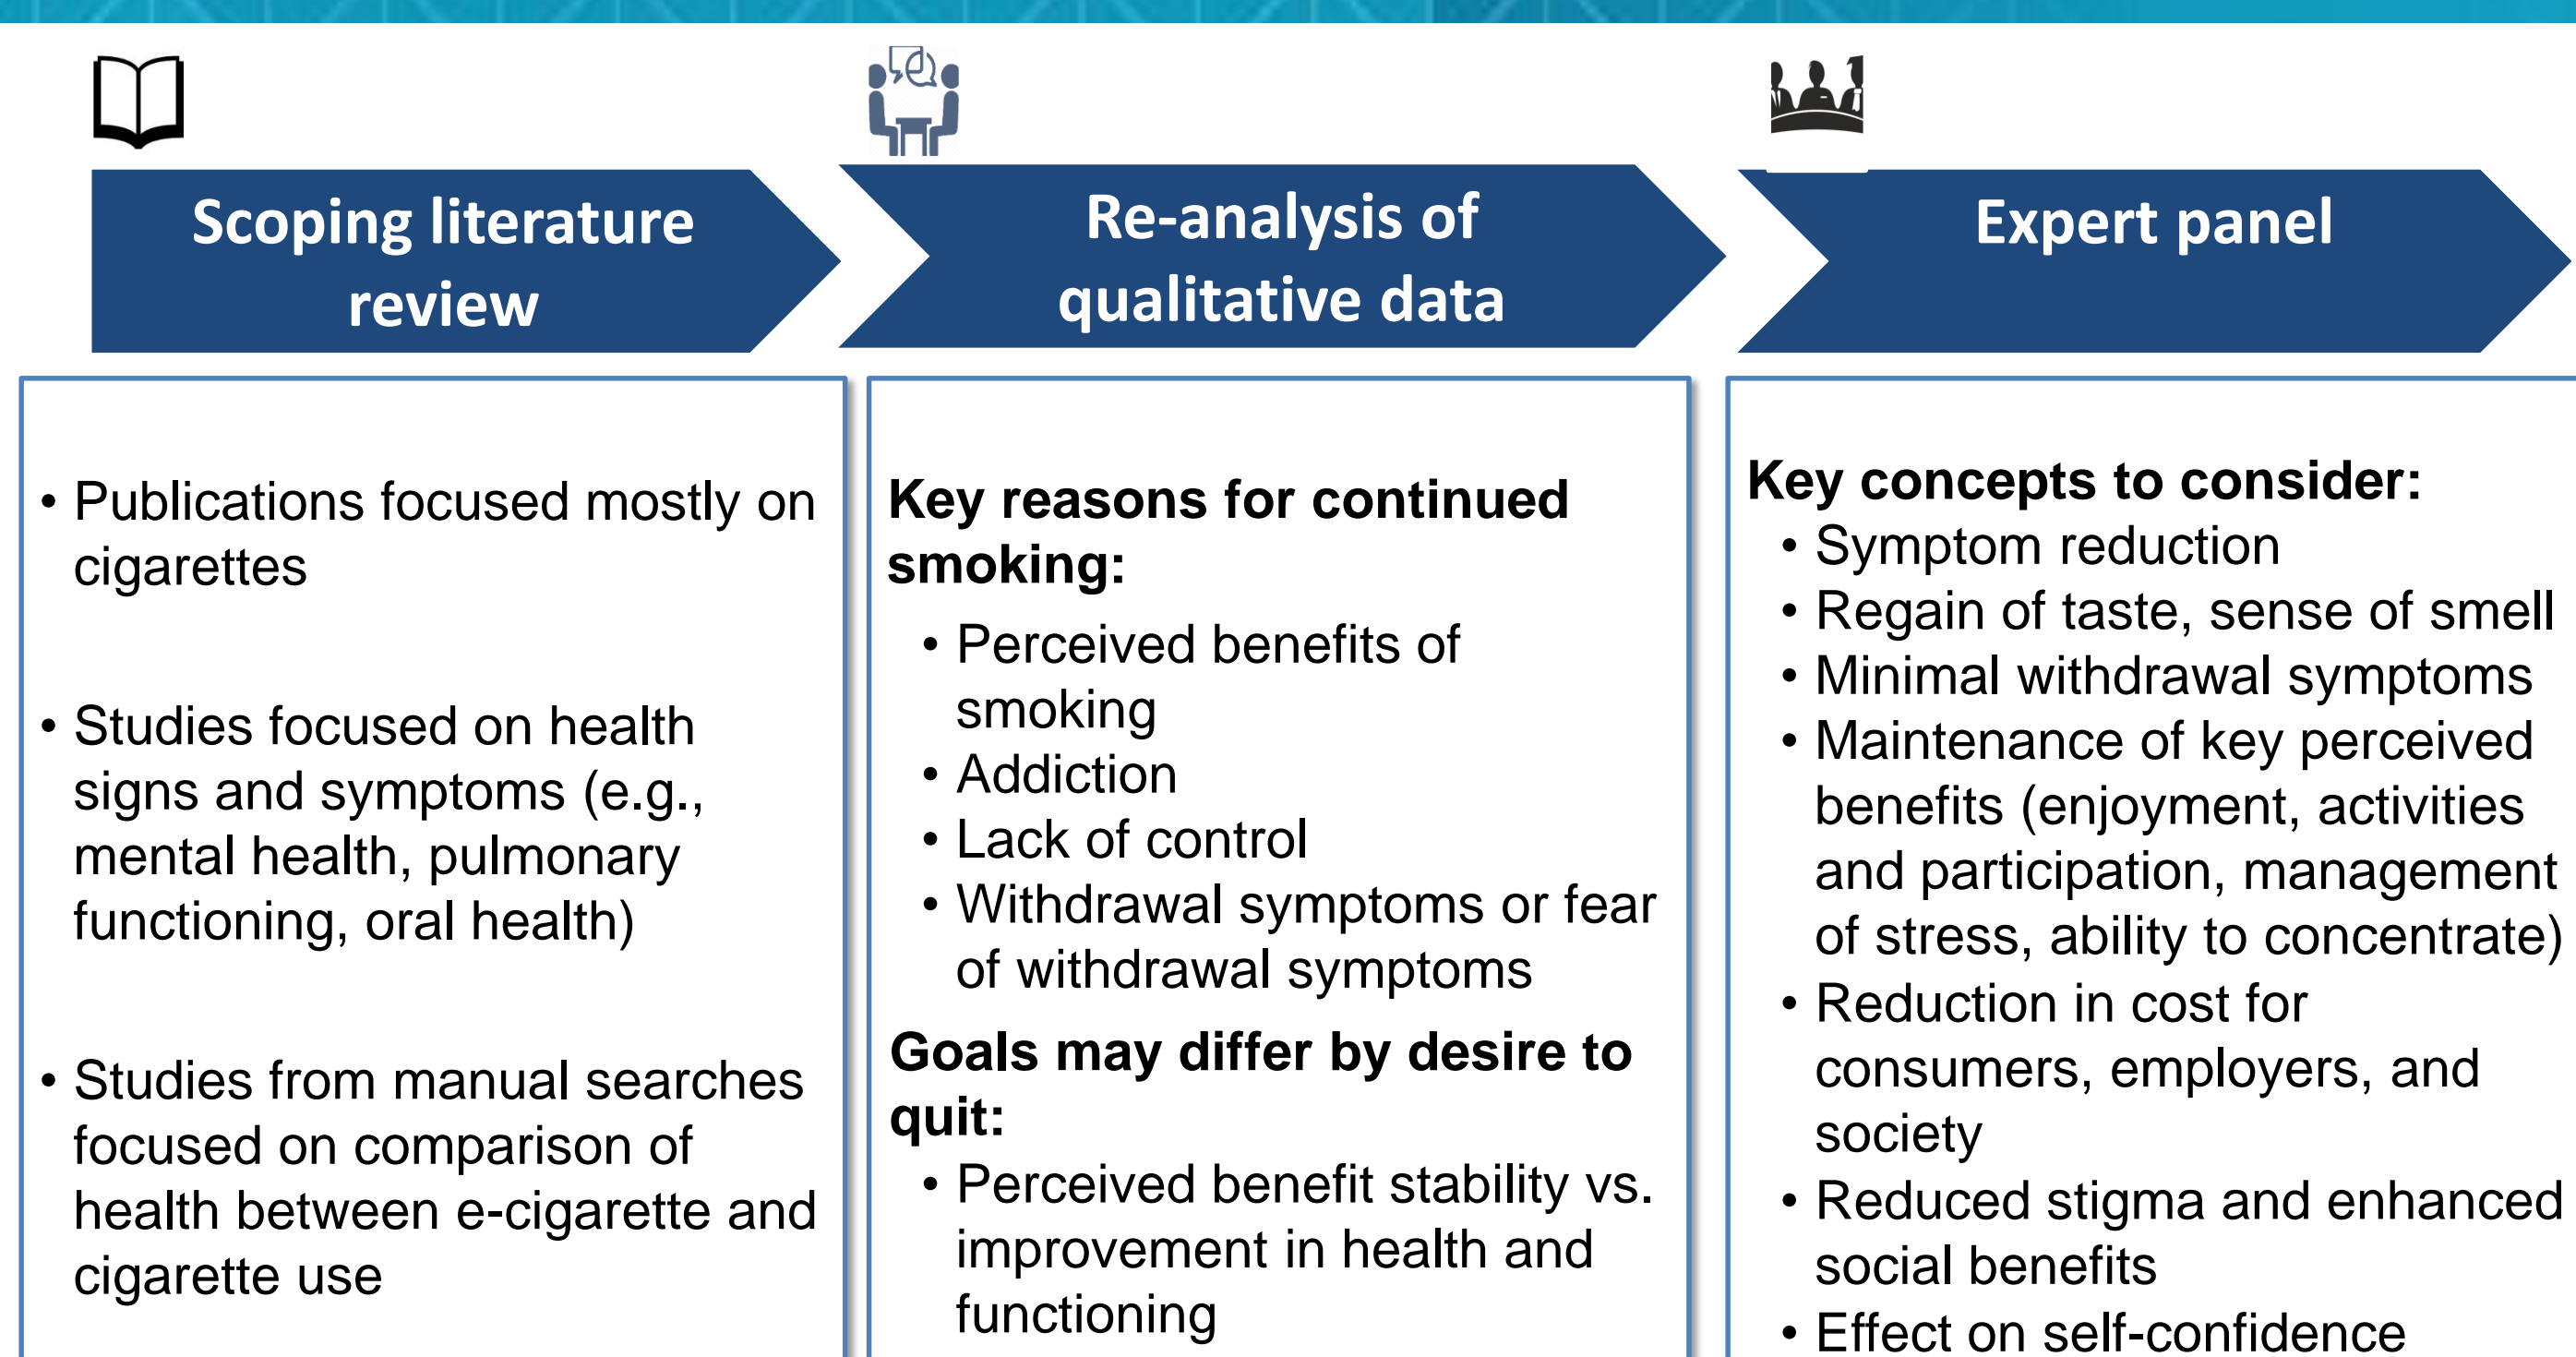 Scoping literature
review
• Publications focused mostly on
cigarettes
• Studies focused on health
signs and symptoms (e.g.,
mental health, pulmonary
functioning, oral health)
• Studies from manual searches
focused on comparison of
health between e-cigarette and
cigarette use
Re-analysis of
qualitative data
Key reasons for continued
smoking:
• Perceived benefits of
smoking
• Addiction
• Lack of control
• Withdrawal symptoms or fear
of withdrawal symptoms
Goals may differ by desire to
quit:
• Perceived benefit stability vs.
improvement in health and
functioning
Expert panel
Key concepts to consider:
• Symptom reduction
• Regain of taste, sense of smell
• Minimal withdrawal symptoms
• Maintenance of key perceived
benefits (enjoyment, activities
and participation, management
of stress, ability to concentrate)
• Reduction in cost for
consumers, employers, and
society
• Reduced stigma and enhanced
social benefits
• Effect on self-confidence